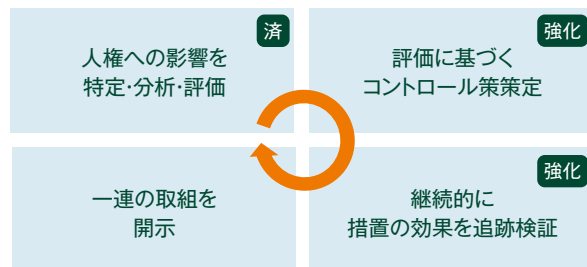 済
人権への影響を
特定・分析・評価
強化
評価に基づく
コントロール策策定
一連の取組を
開示
強化
継続的に
措置の効果を追跡検証